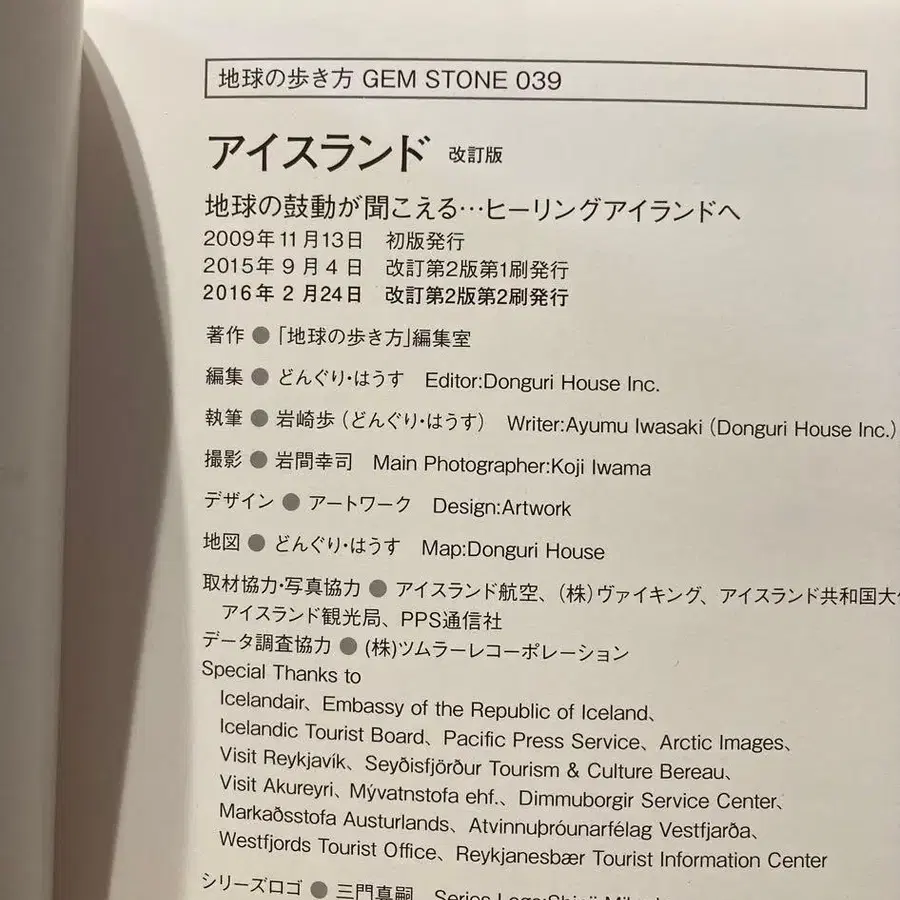 地球の歩き方 GEM STONE 039
アイスランド 改訂版
地球の鼓動が聞こえる…ヒーリングアイランドへ
2009年11月13日 初版発行
2015年 9月 4日 改訂第2版第1刷発行
2016年 2月24日 改訂第2版第2刷発行
著作 ● 「地球の歩き方」編集室
編集 ● どんぐり・はうす Editor:Donguri House Inc.
執筆 ● 岩崎歩（どんぐり・はうす） Writer:Ayumu Iwasaki（Donguri House Inc.）
撮影 ● 岩間幸司 Main Photographer:Koji Iwama
デザイン ● アートワーク Design:Artwork
地図 ● どんぐり・はうす Map:Donguri House
取材協力・写真協力 ● アイスランド航空、（株）ヴァイキング、アイスランド共和国大
アイスランド観光局、PPS通信社
データ調査協力 ● (株)ツムラーレコーポレーション
Special Thanks to
Icelandair、Embassy of the Republic of Iceland、
Icelandic Tourist Board、Pacific Press Service、Arctic Images、
Visit Reykjavík、Seyðisfjörður Tourism & Culture Bereau、
Visit Akureyri、Mývatnstofa ehf.、Dimmuborgir Service Center、
Markaðsstofa Austurlands、Atvinnuþróunarfélag Vestfjarða、
Westfjords Tourist Office、Reykjanesbær Tourist Information Center
シリーズロゴ ● 三門真嗣 Series